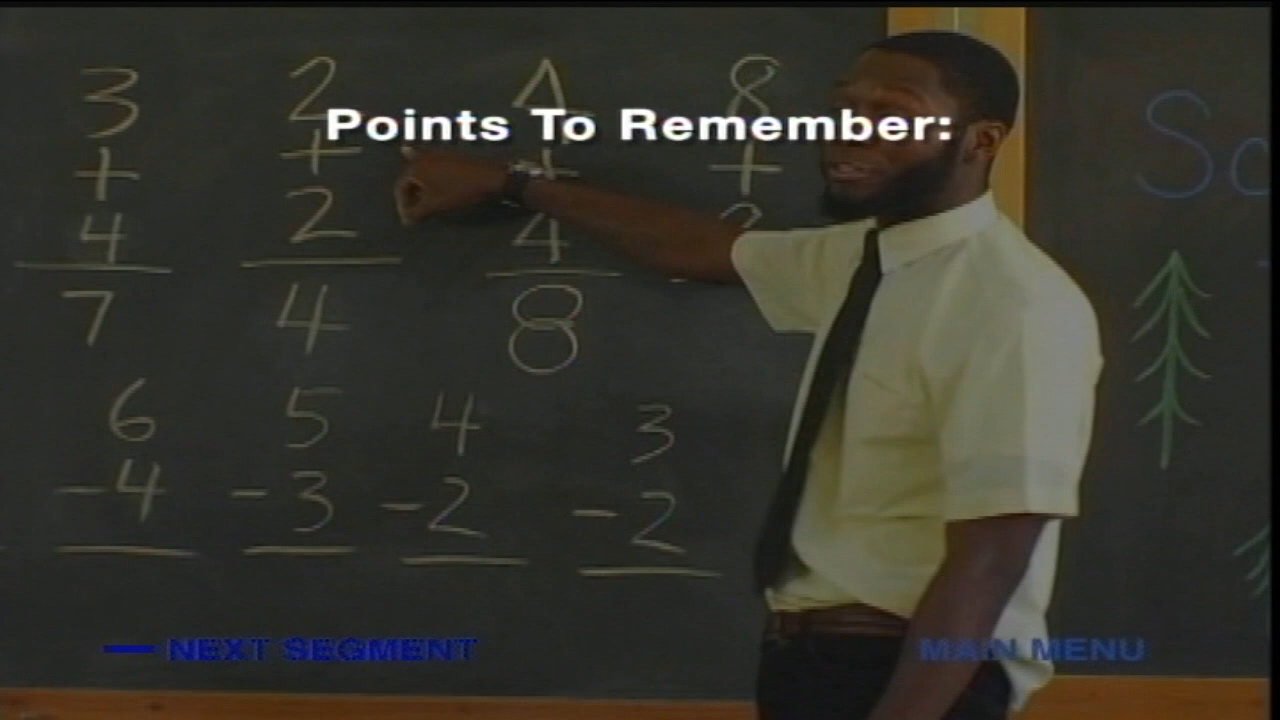 3 2 4 8
Points To Remember:
+ + + +
4 2 4
7 4 8
6 5 4 3
-4 -3 -2 -2
NEXT SEGMENT MAIN MENU